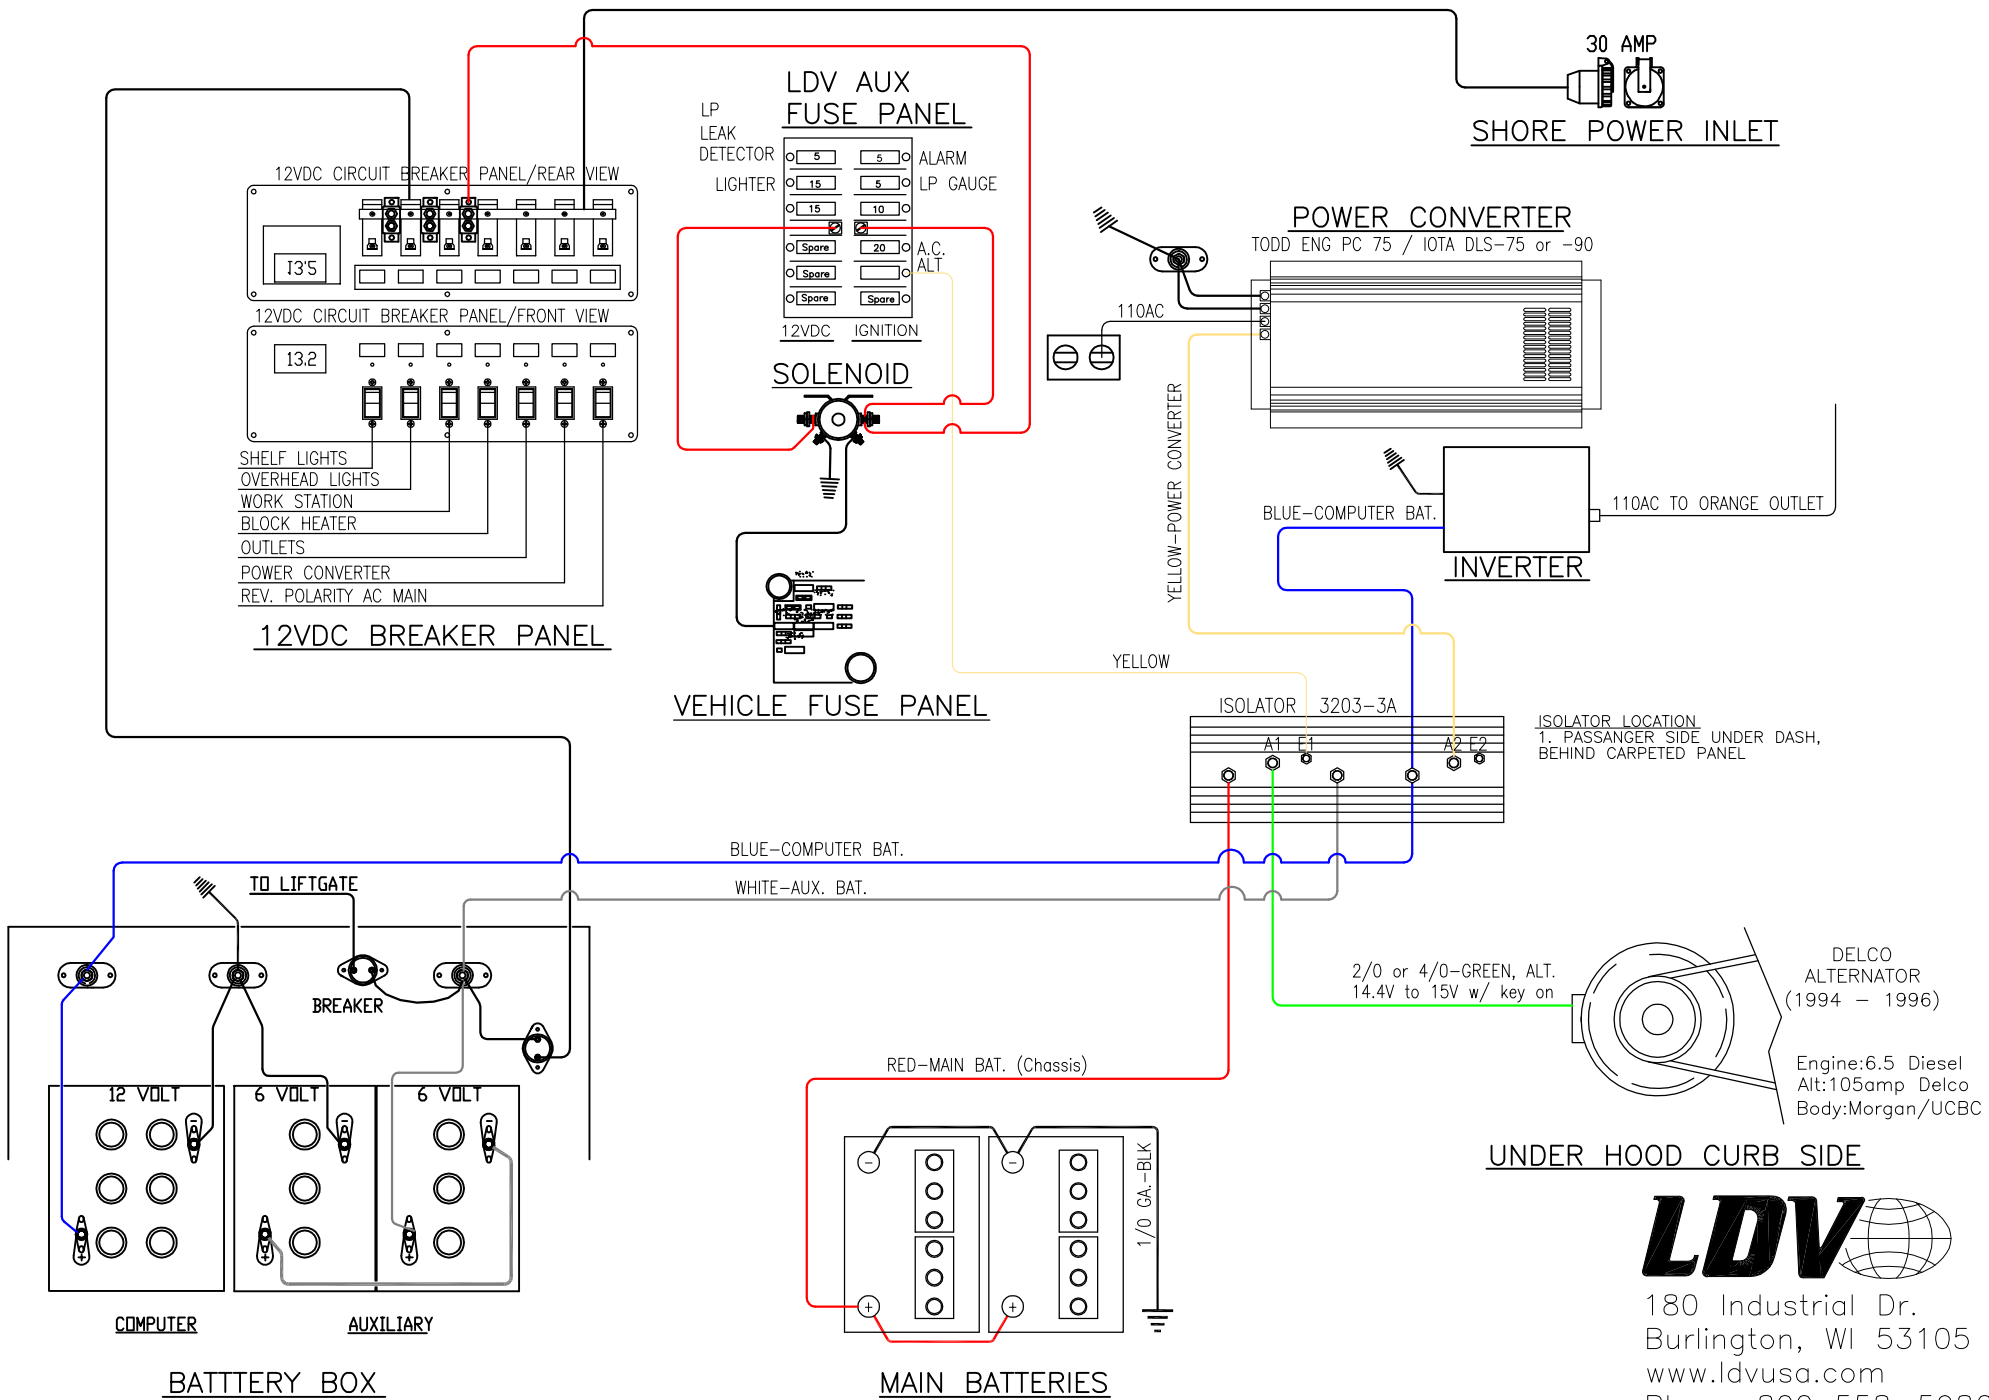 30 AMP
SHORE POWER INLET
LDV AUX
FUSE PANEL
LP
LEAK
DETECTOR
5
5
ALARM
LIGHTER
15
5
LP GAUGE
15
10
Spare
20
A.C.
ALT
Spare
Spare
Spare
12VDC
IGNITION
12VDC CIRCUIT BREAKER PANEL/REAR VIEW
13.5
12VDC CIRCUIT BREAKER PANEL/FRONT VIEW
13.2
SHELF LIGHTS
OVERHEAD LIGHTS
WORK STATION
BLOCK HEATER
OUTLETS
POWER CONVERTER
REV. POLARITY AC MAIN
12VDC BREAKER PANEL
SOLENOID
VEHICLE FUSE PANEL
POWER CONVERTER
TODD ENG PC 75 / IOTA DLS-75 or -90
110AC
YELLOW-POWER CONVERTER
BLUE-COMPUTER BAT.
110AC TO ORANGE OUTLET
INVERTER
YELLOW
ISOLATOR 3203-3A
A1 E1 A2 E2
ISOLATOR LOCATION
1. PASSANGER SIDE UNDER DASH,
BEHIND CARPETED PANEL
BLUE-COMPUTER BAT.
WHITE-AUX. BAT.
TO LIFTGATE
BREAKER
12 VOLT
6 VOLT
6 VOLT
-
-
-
+
+
+
COMPUTER
AUXILIARY
BATTTERY BOX
2/0 or 4/0-GREEN, ALT.
14.4V to 15V w/ key on
DELCO
ALTERNATOR
(1994 - 1996)
Engine:6.5 Diesel
Alt:105amp Delco
Body:Morgan/UCBC
UNDER HOOD CURB SIDE
RED-MAIN BAT. (Chassis)
-
-
1/0 GA.-BLK
+
+
MAIN BATTERIES
LDV
180 Industrial Dr.
Burlington, WI 53105
www.ldvusa.com